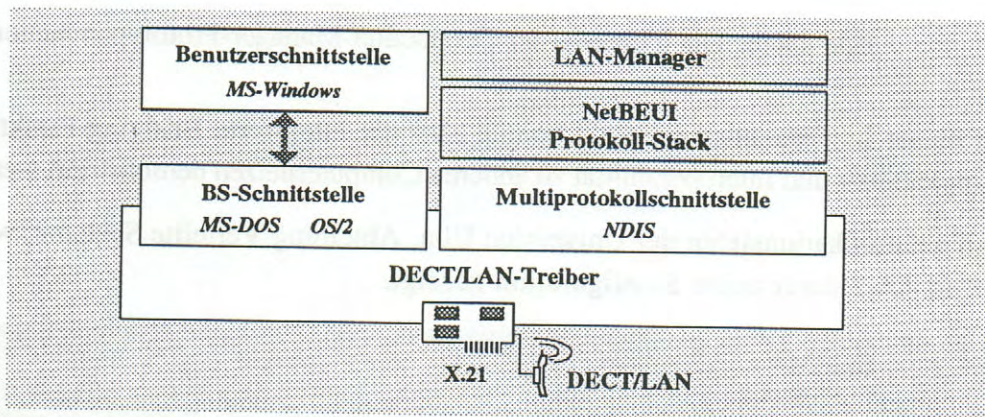 Benutzerschnittstelle
MS-Windows
LAN-Manager
NetBEUI
Protokoll-Stack
BS-Schnittstelle
MS-DOS OS/2
Multiprotokollschnittstelle
NDIS
DECT/LAN-Treiber
X.21
DECT/LAN